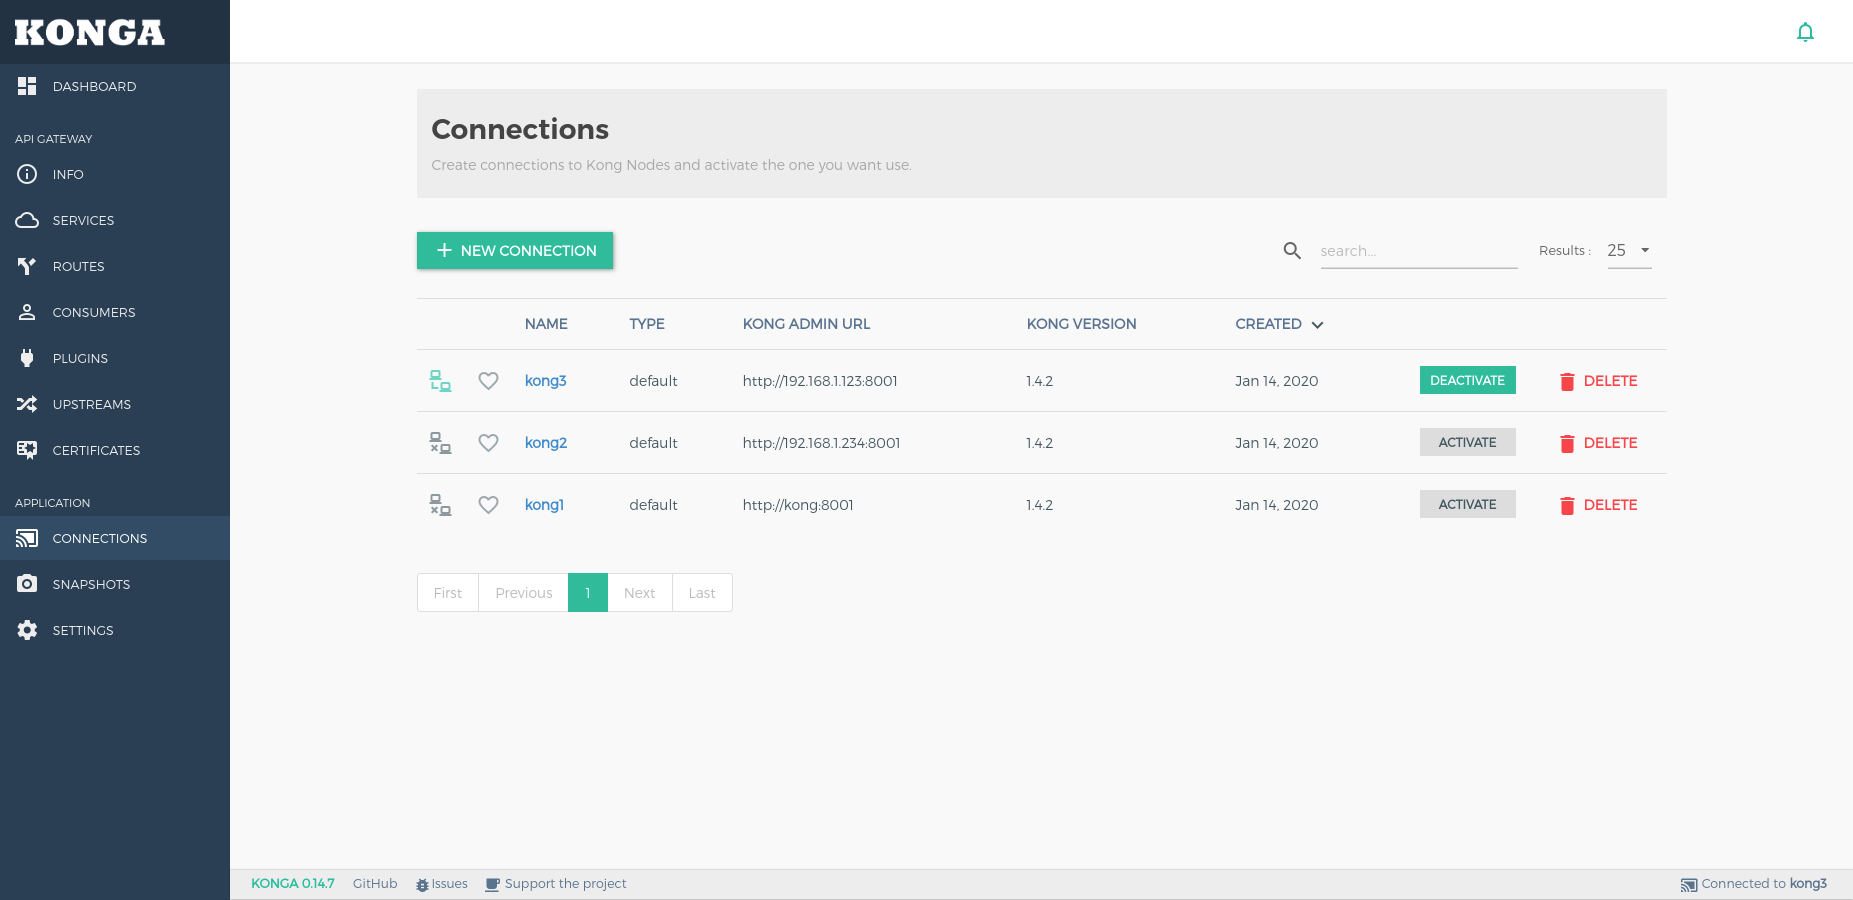 KONGA
DASHBOARD
API GATEWAY
INFO
SERVICES
ROUTES
CONSUMERS
PLUGINS
UPSTREAMS
CERTIFICATES
APPLICATION
CONNECTIONS
SNAPSHOTS
SETTINGS
Connections
Create connections to Kong Nodes and activate the one you want use.
NEW CONNECTION search... Results : 25
NAME TYPE KONG ADMIN URL KONG VERSION CREATED
kong3 default http://192.168.1.123:8001 1.4.2 Jan 14, 2020 DEACTIVATE DELETE
kong2 default http://192.168.1.234:8001 1.4.2 Jan 14, 2020 ACTIVATE DELETE
kong1 default http://kong:8001 1.4.2 Jan 14, 2020 ACTIVATE DELETE
First Previous 1 Next Last
KONGA 0.14.7 GitHub Issues Support the project Connected to kong3